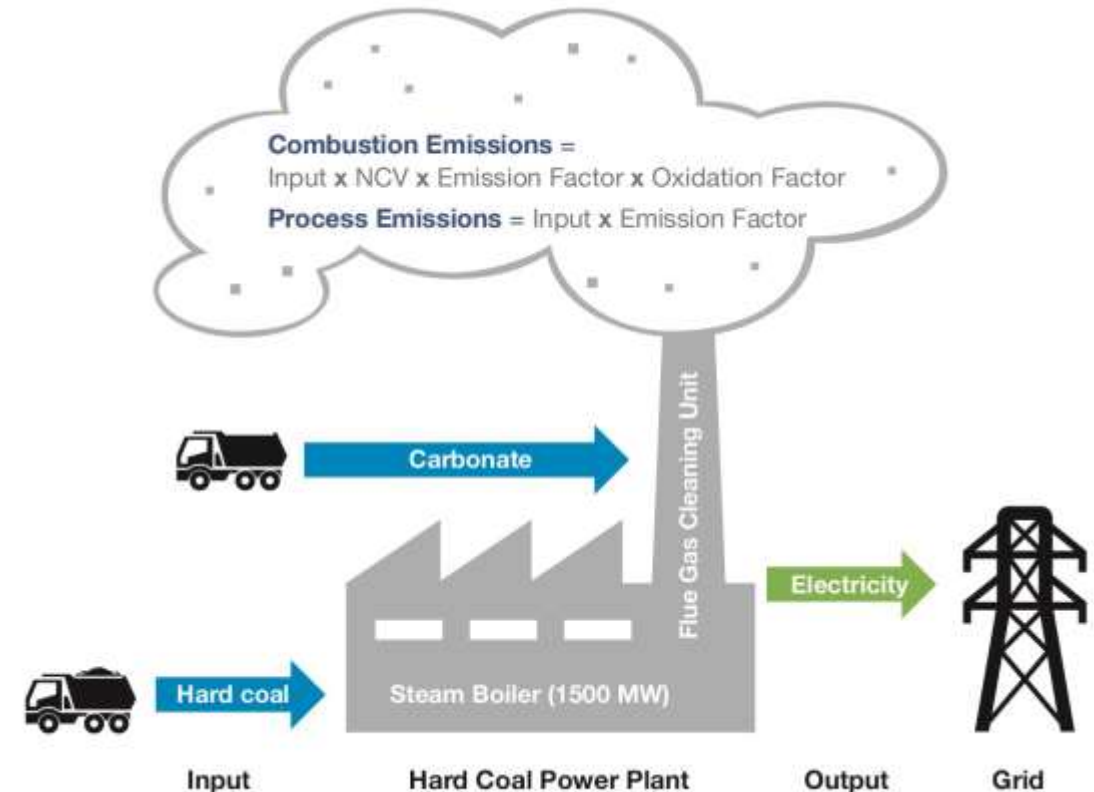 Combustion Emissions =
Input x NCV x Emission Factor x Oxidation Factor
Process Emissions = Input x Emission Factor
Carbonate
Flue Gas Cleaning Unit
Electricity
Hard coal
Steam Boiler (1500 MW)
Input
Hard Coal Power Plant
Output
Grid